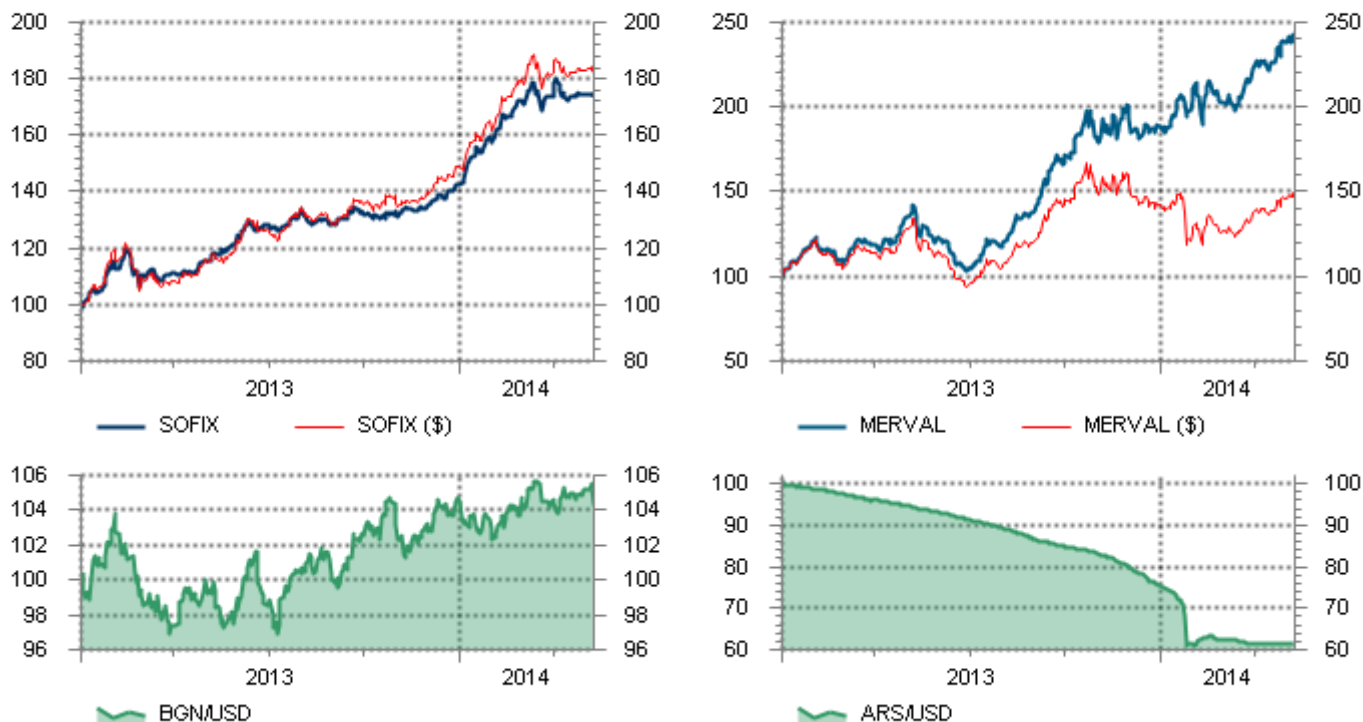 200 200 250 250
180 180
160 160 200 200
140 140 150 150
120 120
100 100 100 100
80 80 50 50
2013 2014 2013 2014
SOFIX SOFIX ($) MERVAL MERVAL ($)
106 106 100 100
104 104 90 90
102 102
100 100 80 80
98 98 70 70
96 96 60 60
2013 2014 2013 2014
BGN/USD ARS/USD